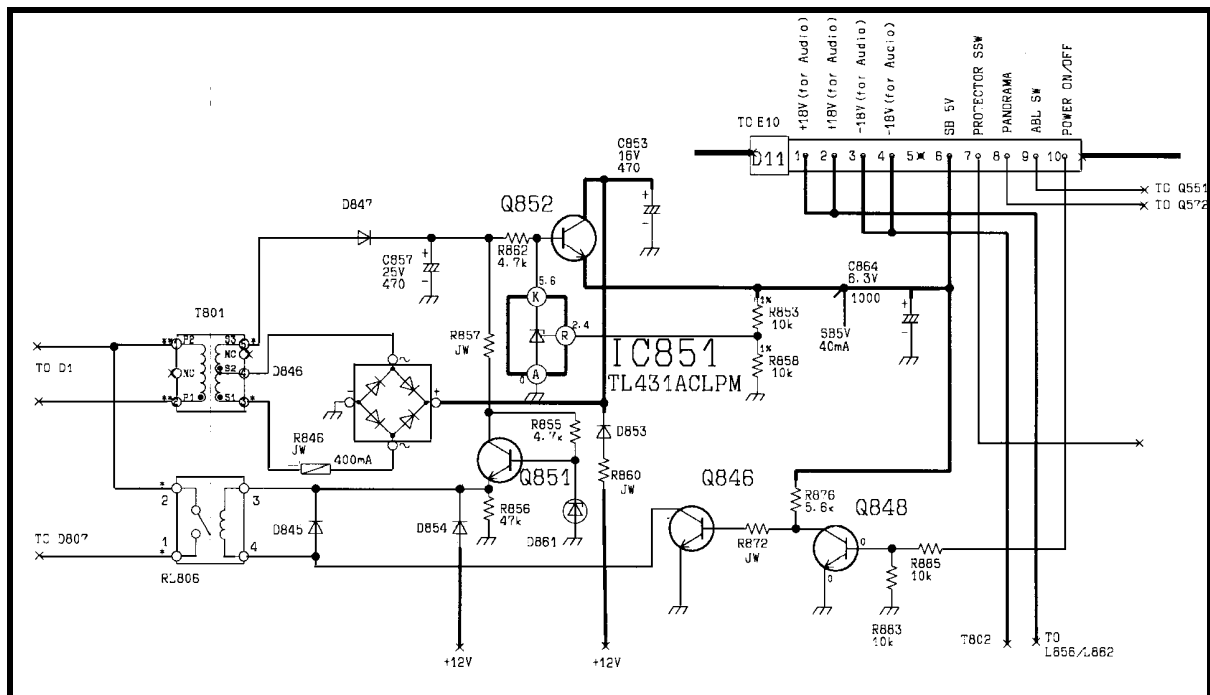 +18V(for Audio)
+18V(for Audio)
-18V(for Audio)
-18V(for Aucio)
SB 5V
PROTECTOR SSW
PANORAMA
ABL SW
POWER ON/OFF
TO E10
D11 1 2 3 4 5 6 7 8 9 10
TO Q551
TO Q572
C853
16V
470
Q852
D847
R862
4.7k
C857
25V
470
5.6
K
R
2.4
A
0
C864
6.3V
1000
1%
R853
10k
SB5V
40mA
1%
R858
10k
IC851
TL431ACLPM
T801
P2
S3
NC
NC
S2
P1
S1
D846
TO D1
R857
JW
R846
JW
400mA
R855
4.7k
D853
R860
JW
Q851
R856
47k
D861
D845
D854
2
3
1
4
TO D807
RL806
+12V
+12V
Q846
R872
JW
R876
5.6k
Q848
0
0
R885
10k
R883
10k
T802
TO
L856/L862